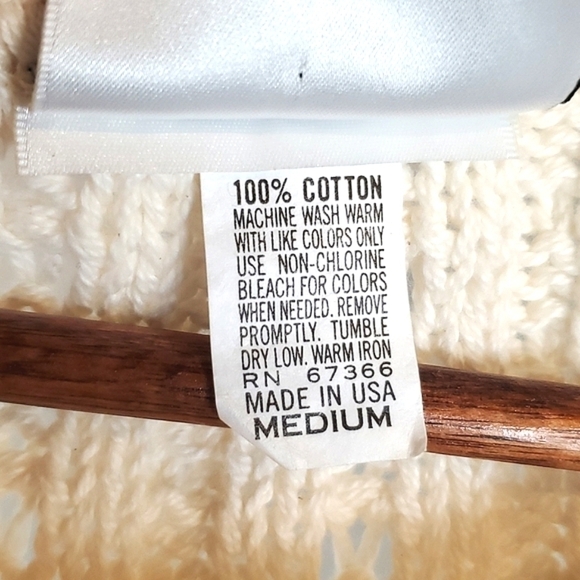 100% COTTON
MACHINE WASH WARM
WITH LIKE COLORS ONLY
USE NON-CHLORINE
BLEACH FOR COLORS
WHEN NEEDED. REMOVE
PROMPTLY. TUMBLE
DRY LOW. WARM IRON
RN 67366
MADE IN USA
MEDIUM